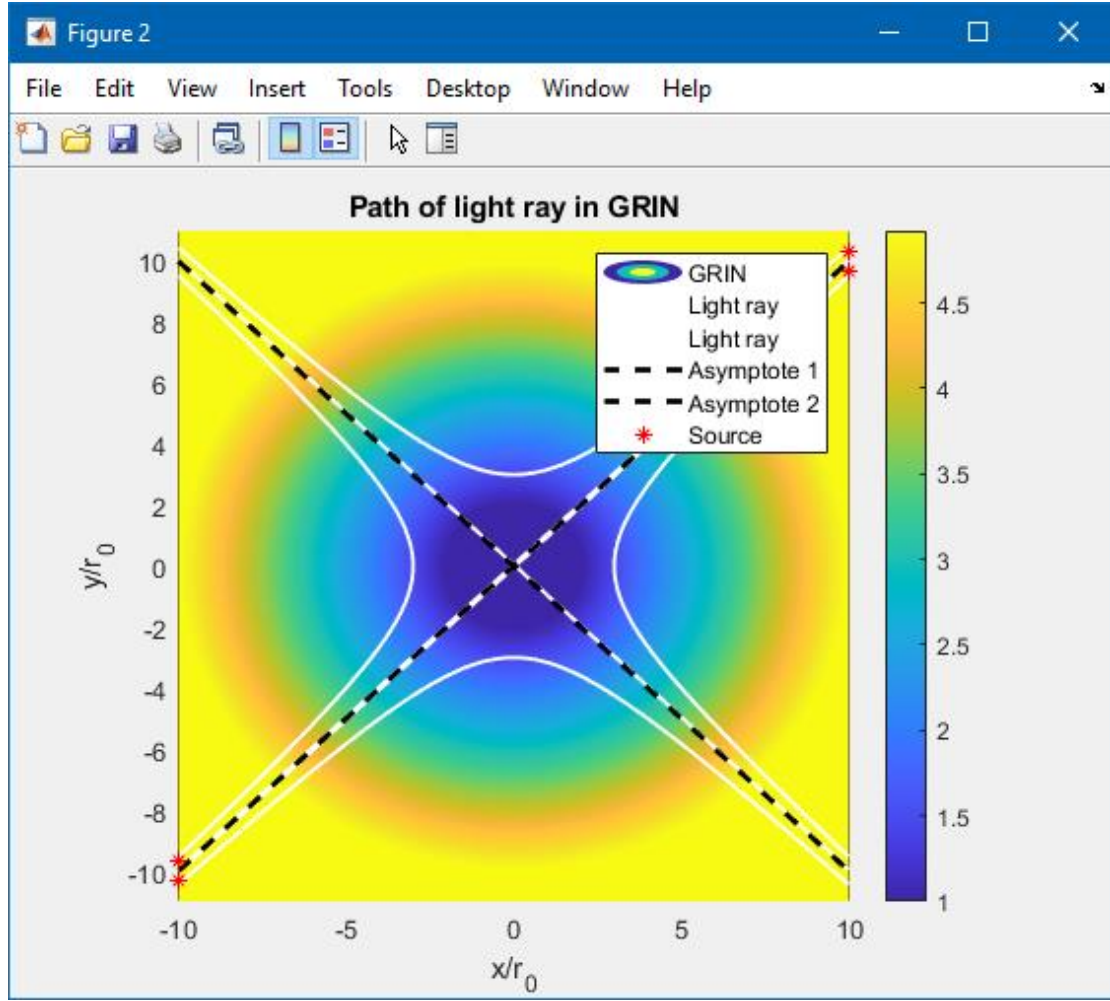 Figure 2
File Edit View Insert Tools Desktop Window Help
Path of light ray in GRIN
GRIN
Light ray
Light ray
Asymptote 1
Asymptote 2
Source
10
8
6
4
2
0
-2
-4
-6
-8
-10
y/r_0
-10 -5 0 5 10
x/r_0
4.5
4
3.5
3
2.5
2
1.5
1